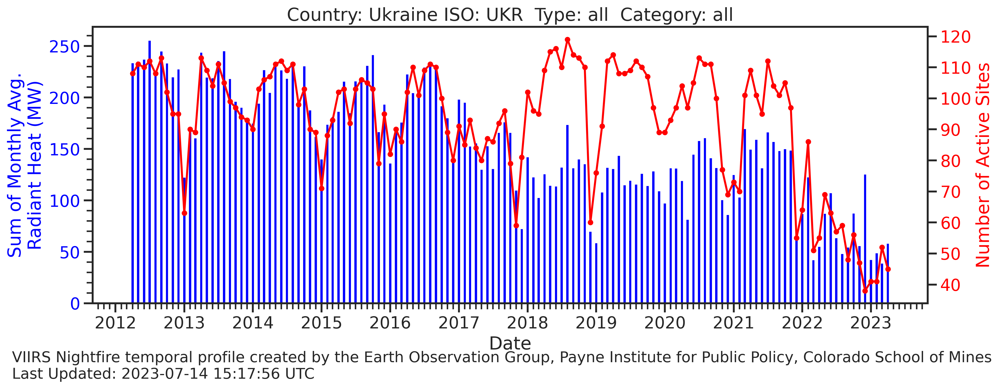 Country: Ukraine ISO: UKR  Type: all  Category: all
Sum of Monthly Avg.
Radiant Heat (MW)
250
200
150
100
50
0
120
110
100
90
80
70
60
50
40
Number of Active Sites
2012 2013 2014 2015 2016 2017 2018 2019 2020 2021 2022 2023
Date
VIIRS Nightfire temporal profile created by the Earth Observation Group, Payne Institute for Public Policy, Colorado School of Mines
Last Updated: 2023-07-14 15:17:56 UTC